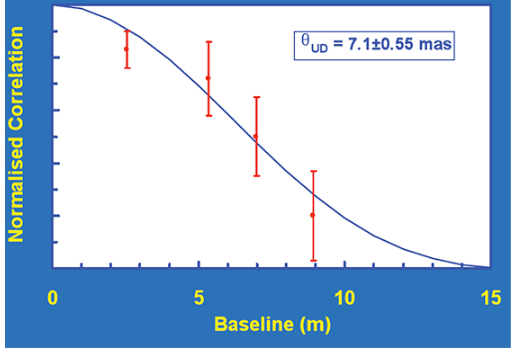 θUD = 7.1±0.55 mas
Normalised Correlation
0 5 10 15
Baseline (m)